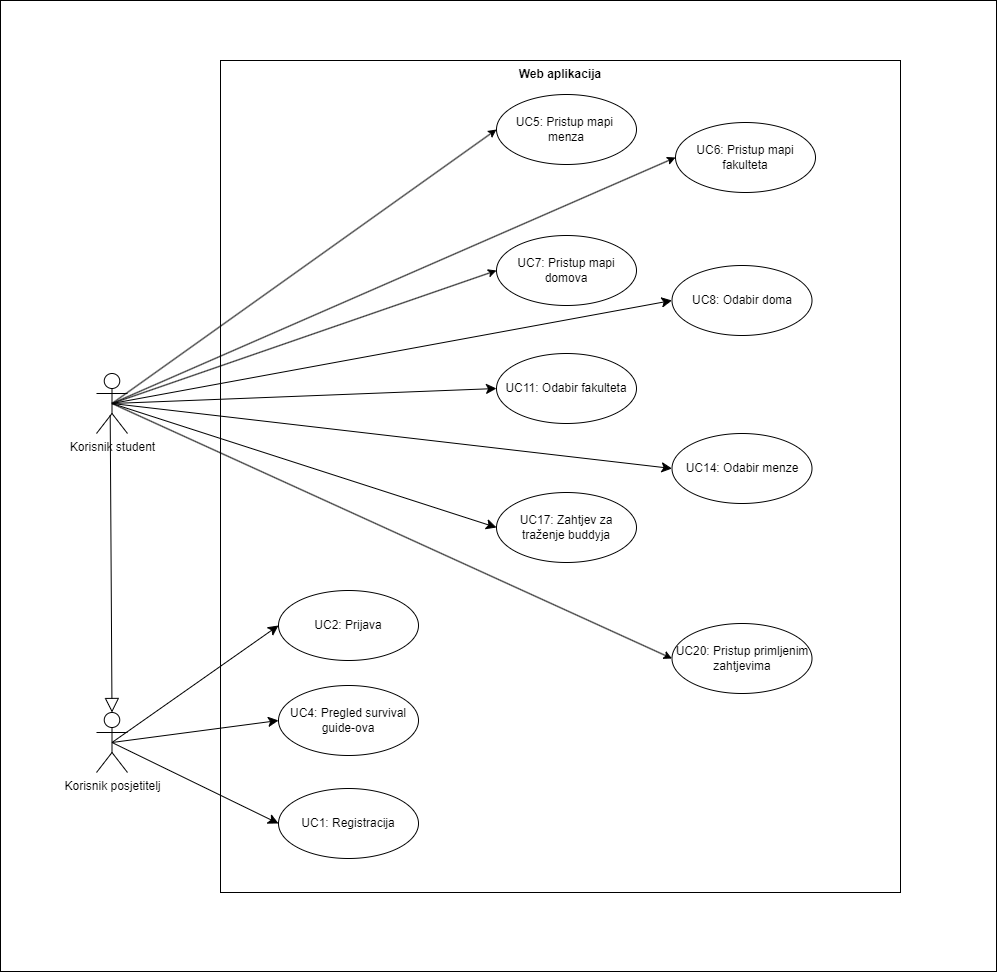 Web aplikacija
UC5: Pristup mapi
menza
UC6: Pristup mapi
fakulteta
UC7: Pristup mapi
domova
UC8: Odabir doma
UC11: Odabir fakulteta
Korisnik student
UC14: Odabir menze
UC17: Zahtjev za
traženje buddyja
UC2: Prijava
UC20: Pristup primljenim
zahtjevima
UC4: Pregled survival
guide-ova
Korisnik posjetitelj
UC1: Registracija